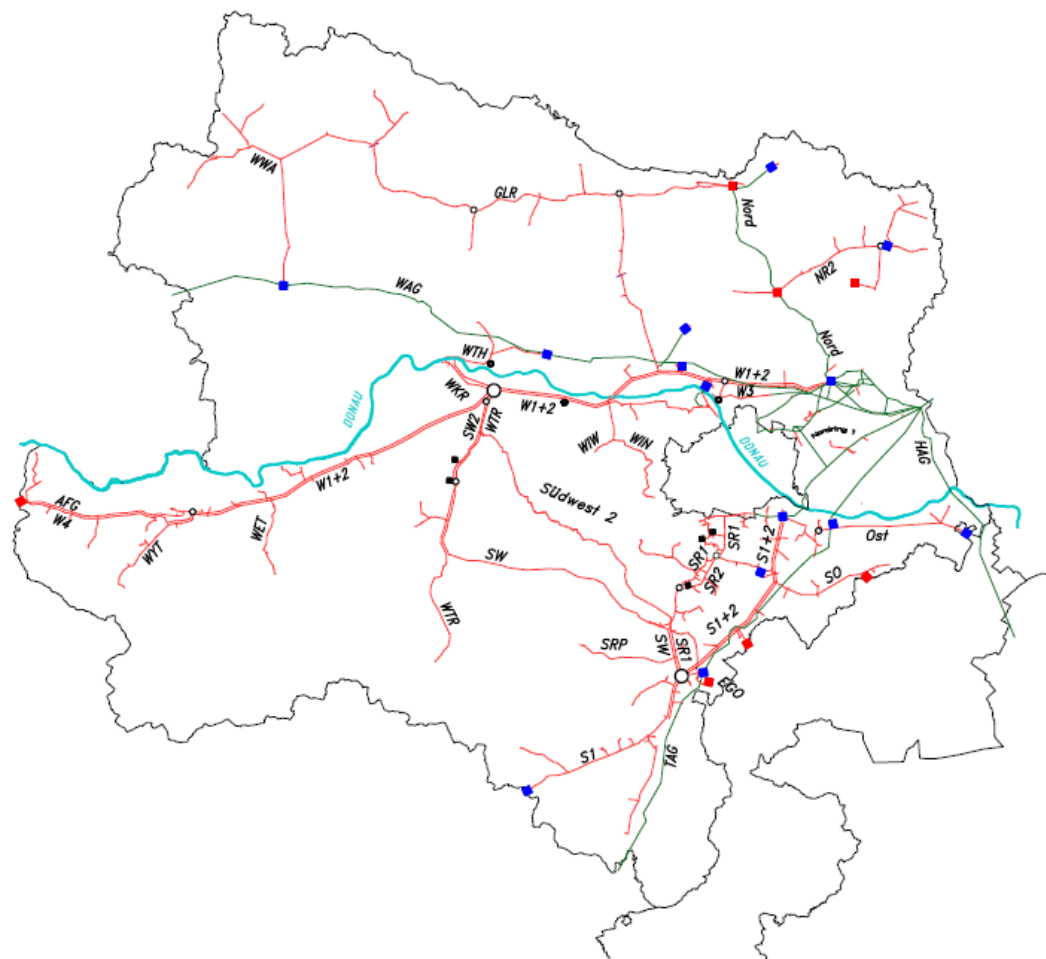 WWA
GLR
Nord
NR2
WAG
Nord
WTH
WKR
W1+2
W3
W1+2
DONAU
SW2
WTR
WIW
WIN
DONAU
HAG
W1+2
AFG
W4
WYT
WET
Südwest 2
SR1
SR1
S1+2
Ost
SW
SR2
SO
WTR
S1+2
SRP
SW
SR1
EGO
S1
TAG